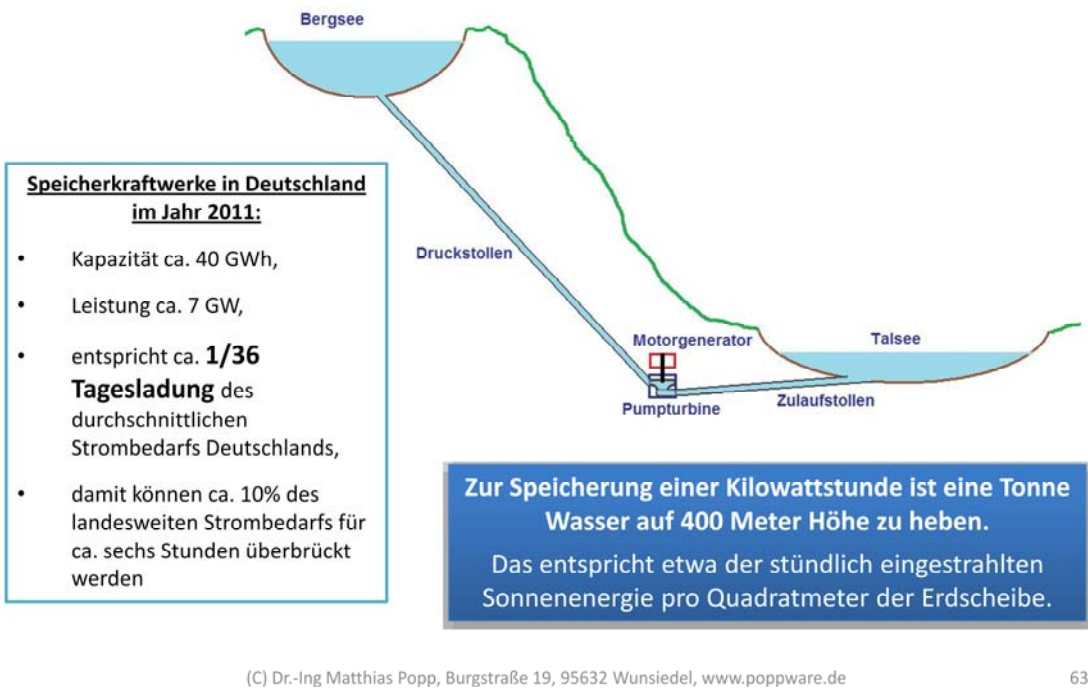 Bergsee
Speicherkraftwerke in Deutschland
im Jahr 2011:
• Kapazität ca. 40 GWh,
• Leistung ca. 7 GW,
• entspricht ca. 1/36
Tagesladung des
durchschnittlichen
Strombedarfs Deutschlands,
• damit können ca. 10% des
landesweiten Strombedarfs für
ca. sechs Stunden überbrückt
werden
Druckstollen
Motorgenerator
Talsee
Pumpturbine
Zulaufstollen
Zur Speicherung einer Kilowattstunde ist eine Tonne
Wasser auf 400 Meter Höhe zu heben.
Das entspricht etwa der stündlich eingestrahlten
Sonnenenergie pro Quadratmeter der Erdscheibe.
(C) Dr.-Ing Matthias Popp, Burgstraße 19, 95632 Wunsiedel, www.poppware.de
63